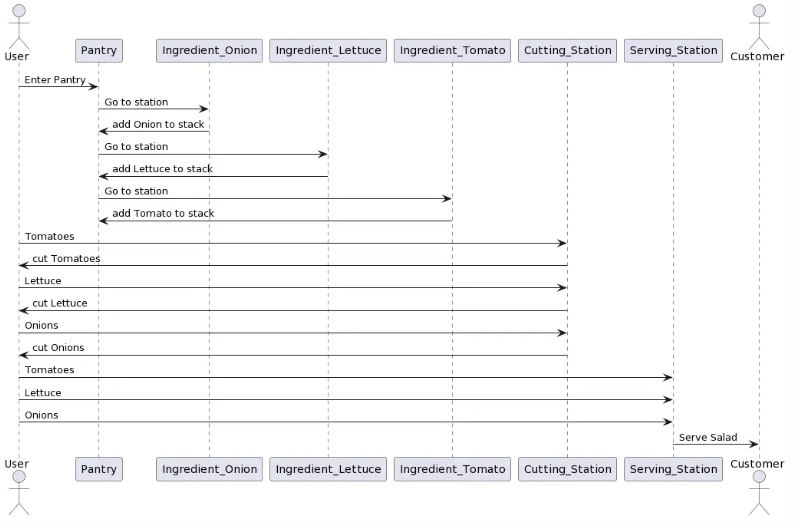 User Pantry Ingredient_Onion Ingredient_Lettuce Ingredient_Tomato Cutting_Station Serving_Station Customer
Enter Pantry
Go to station
add Onion to stack
Go to station
add Lettuce to stack
Go to station
add Tomato to stack
Tomatoes
cut Tomatoes
Lettuce
cut Lettuce
Onions
cut Onions
Tomatoes
Lettuce
Onions
Serve Salad
User Pantry Ingredient_Onion Ingredient_Lettuce Ingredient_Tomato Cutting_Station Serving_Station Customer